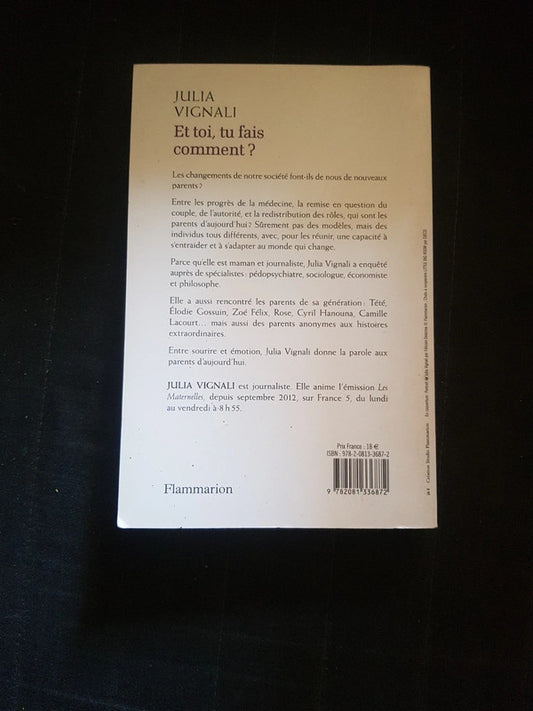 JULIA
VIGNALI
Et toi, tu fais
comment ?
Les changements de notre société font-ils de nous de nouveaux
parents ?
Entre les progrès de la médecine, la remise en question du
couple, de l'autorité, et la redistribution des rôles, qui sont les
parents d'aujourd'hui ? Sûrement pas des modèles, mais des
individus tous différents, avec, pour les réunir, une capacité à
s'entraider et à s'adapter au monde qui change.
Parce qu'elle est maman et journaliste, Julia Vignali a enquêté
auprès de spécialistes : pédopsychiatre, sociologue, économiste
et philosophe.
Elle a aussi rencontré les parents de sa génération : Tété,
Élodie Gossuin, Zoé Félix, Rose, Cyril Hanouna, Camille
Lacourt... mais aussi des parents anonymes aux histoires
extraordinaires.
Entre sourire et émotion, Julia Vignali donne la parole aux
parents d'aujourd'hui.
JULIA VIGNALI est journaliste. Elle anime l'émission Les
Maternelles, depuis septembre 2012, sur France 5, du lundi
au vendredi à 8 h 55.
Prix France : 18 €
ISBN : 978-2-0813-3687-2
9 782081 336872
Flammarion
Création Studio Flammarion